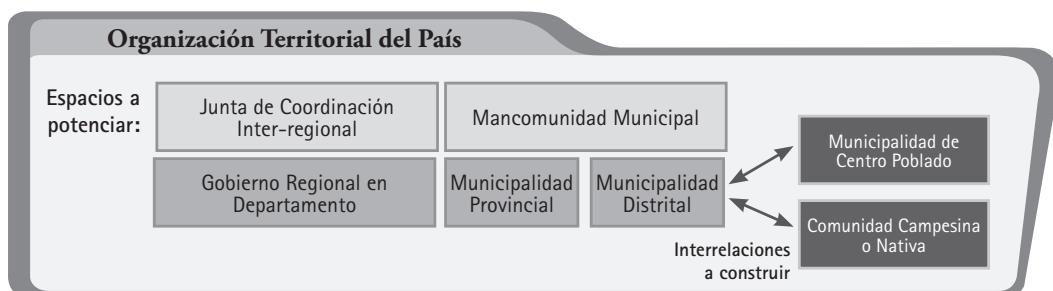 Organización Territorial del País
Espacios a
potenciar:
Junta de Coordinación
Inter-regional
Mancomunidad Municipal
Gobierno Regional en
Departamento
Municipalidad
Provincial
Municipalidad
Distrital
Municipalidad de
Centro Poblado
Comunidad Campesina
o Nativa
Interrelaciones
a construir